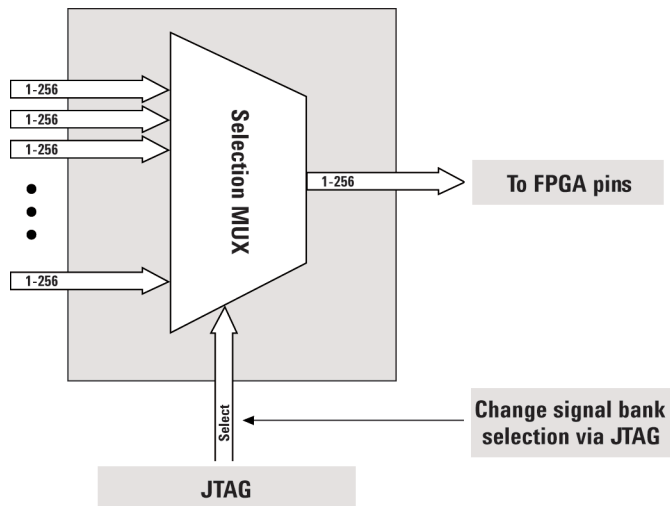 1-256
1-256
1-256
1-256
Selection MUX
1-256
To FPGA pins
Select
Change signal bank
selection via JTAG
JTAG